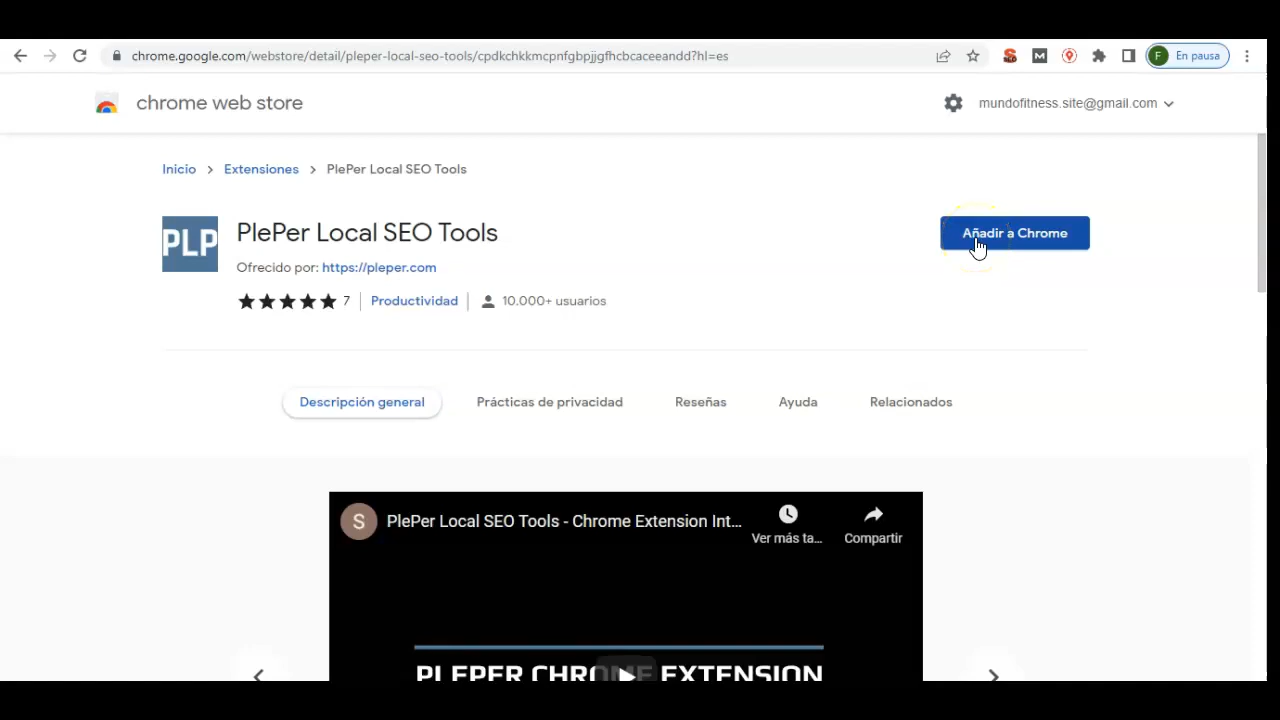 chrome.google.com/webstore/detail/pleper-local-seo-tools/cpdkchkkmcpnfgbpjjgfhcbcaceeandd?hl=es
F En pausa
chrome web store
mundofitness.site@gmail.com
Inicio > Extensiones > PlePer Local SEO Tools
PLP
PlePer Local SEO Tools
Añadir a Chrome
Ofrecido por: https://pleper.com
7 | Productividad | 10.000+ usuarios
Descripción general
Prácticas de privacidad
Reseñas
Ayuda
Relacionados
S
PlePer Local SEO Tools - Chrome Extension Int...
Ver más ta...
Compartir
PLEPER CHROME EXTENSION